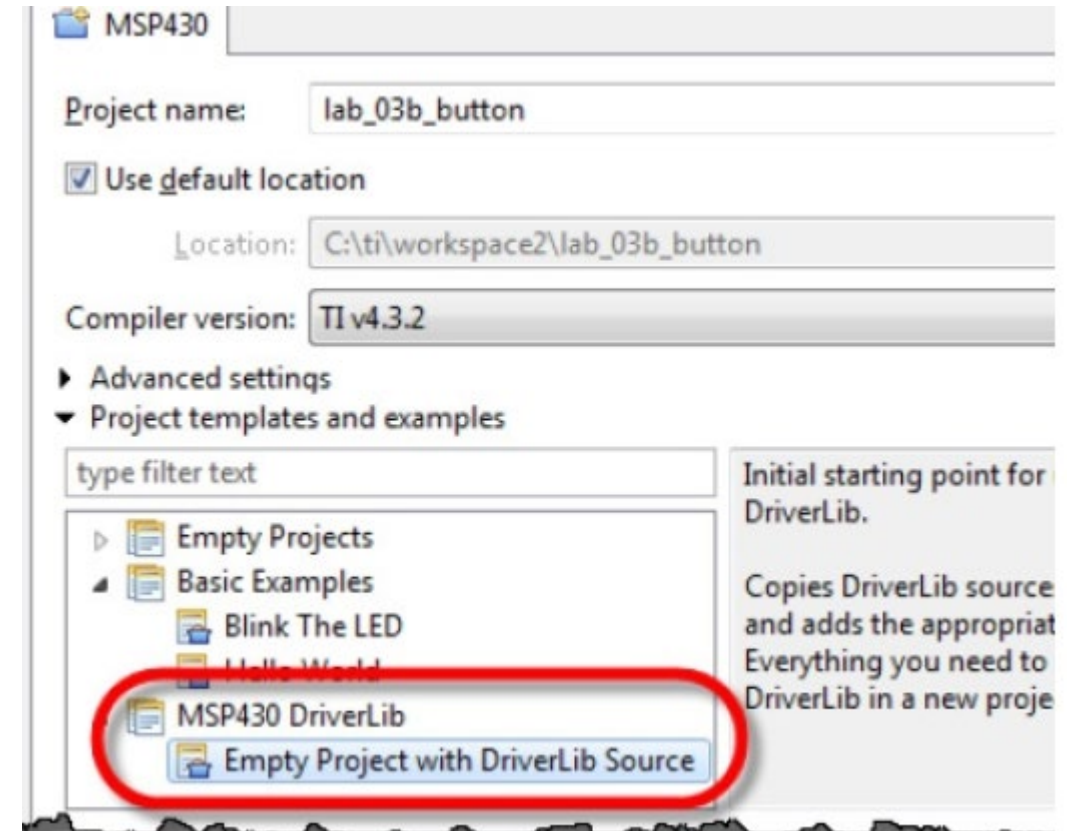 MSP430
Project name: lab_03b_button
Use default location
Location: C:\ti\workspace2\lab_03b_button
Compiler version: TI v4.3.2
Advanced settings
Project templates and examples
type filter text
Empty Projects
Basic Examples
Blink The LED
Hello World
MSP430 DriverLib
Empty Project with DriverLib Source
Initial starting point for
DriverLib.
Copies DriverLib source
and adds the appropriat
Everything you need to
DriverLib in a new proje